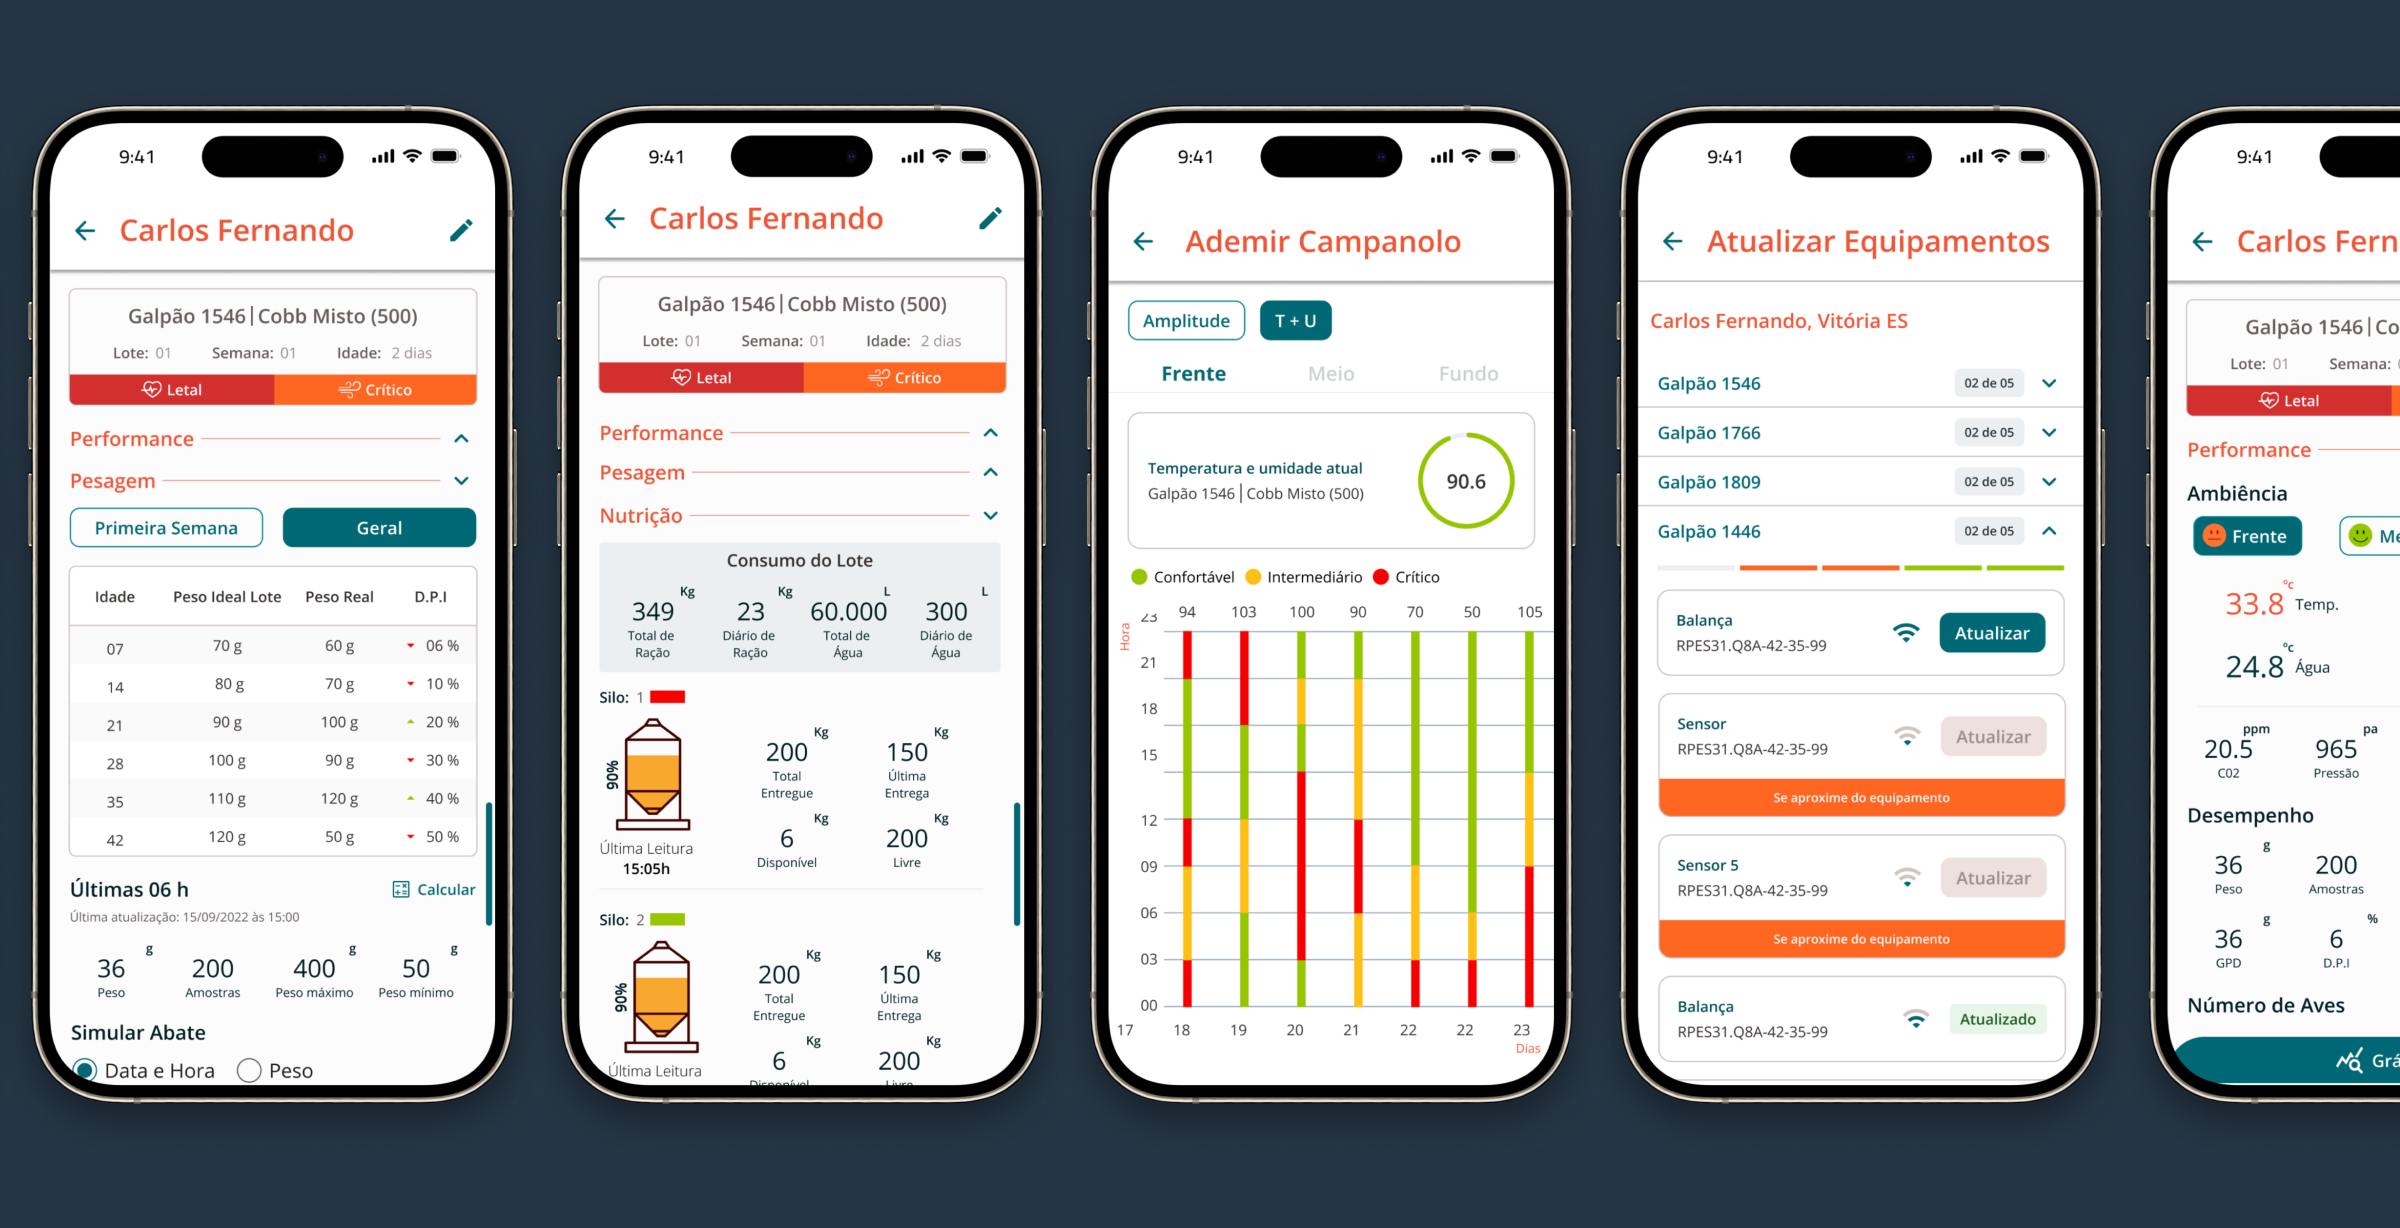 9:41
Carlos Fernando
Galpão 1546 | Cobb Misto (500)
Lote: 01 Semana: 01 Idade: 2 dias
Letal Crítico
Performance
Pesagem
Primeira Semana Geral
Idade Peso Ideal Lote Peso Real D.P.I
07 70 g 60 g 06 %
14 80 g 70 g 10 %
21 90 g 100 g 20 %
28 100 g 90 g 30 %
35 110 g 120 g 40 %
42 120 g 50 g 50 %
Últimas 06 h Calcular
Última atualização: 15/09/2022 às 15:00
g g g
36 200 400 50
Peso Amostras Peso máximo Peso mínimo
Simular Abate
Data e Hora Peso
9:41
Carlos Fernando
Galpão 1546 | Cobb Misto (500)
Lote: 01 Semana: 01 Idade: 2 dias
Letal Crítico
Performance
Pesagem
Nutrição
Consumo do Lote
Kg Kg L L
349 23 60.000 300
Total de Diário de Total de Diário de
Ração Ração Água Água
Silo: 1
Kg Kg
200 150
Total Última
Entregue Entrega
90%
Kg Kg
6 200
Disponível Livre
Última Leitura
15:05h
Silo: 2
Kg Kg
200 150
Total Última
Entregue Entrega
90%
Kg Kg
6 200
Disponível Livre
Última Leitura
9:41
Ademir Campanolo
Amplitude T + U
Frente Meio Fundo
Temperatura e umidade atual
Galpão 1546 | Cobb Misto (500)
90.6
Confortável Intermediário Crítico
Hora
23 94 103 100 90 70 50 105
21
18
15
12
09
06
03
00
17 18 19 20 21 22 22 23
Dias
9:41
Atualizar Equipamentos
Carlos Fernando, Vitória ES
Galpão 1546 02 de 05
Galpão 1766 02 de 05
Galpão 1809 02 de 05
Galpão 1446 02 de 05
Balança
RPES31.Q8A-42-35-99
Atualizar
Sensor
RPES31.Q8A-42-35-99
Atualizar
Se aproxime do equipamento
Sensor 5
RPES31.Q8A-42-35-99
Atualizar
Se aproxime do equipamento
Balança
RPES31.Q8A-42-35-99
Atualizado
9:41
Carlos Fern
Galpão 1546 | Co
Lote: 01 Semana:
Letal
Performance
Ambiência
Frente Me
33.8 °c Temp.
24.8 °c Água
ppm pa
20.5 965
C02 Pressão
Desempenho
g
36 200
Peso Amostras
g %
36 6
GPD D.P.I
Número de Aves
Grá